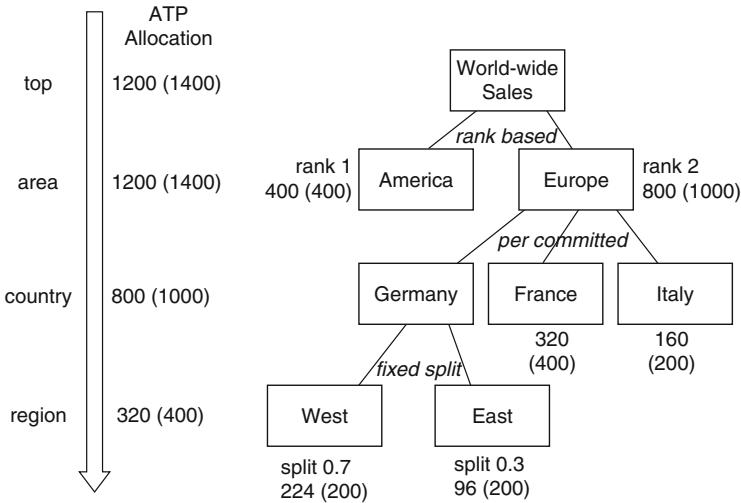 ATP
Allocation
top
1200 (1400)
World-wide
Sales
rank based
area
1200 (1400)
rank 1
400 (400)
America
Europe
rank 2
800 (1000)
per committed
country
800 (1000)
Germany
France
Italy
320
(400)
160
(200)
fixed split
region
320 (400)
West
East
split 0.7
224 (200)
split 0.3
96 (200)